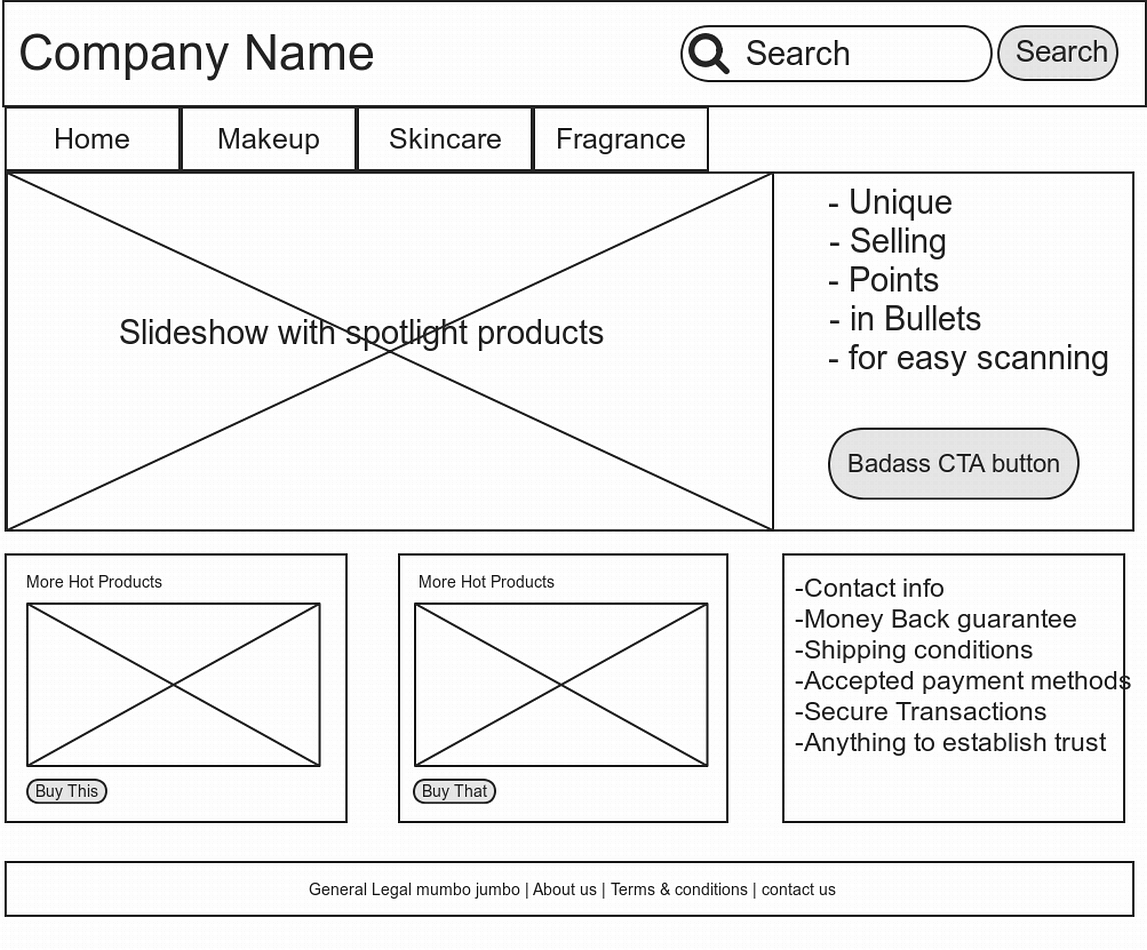 Company Name
Search
Search
Home
Makeup
Skincare
Fragrance
Slideshow with spotlight products
- Unique
- Selling
- Points
- in Bullets
- for easy scanning
Badass CTA button
More Hot Products
Buy This
More Hot Products
Buy That
-Contact info
-Money Back guarantee
-Shipping conditions
-Accepted payment methods
-Secure Transactions
-Anything to establish trust
General Legal mumbo jumbo | About us | Terms & conditions | contact us